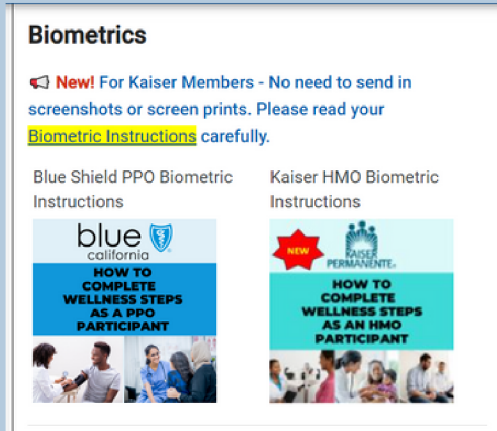 Biometrics
New! For Kaiser Members - No need to send in
screenshots or screen prints. Please read your
Biometric Instructions carefully.
Blue Shield PPO Biometric
Instructions
blue
california
HOW TO
COMPLETE
WELLNESS STEPS
AS A PPO
PARTICIPANT
Kaiser HMO Biometric
Instructions
NEW
KAISER
PERMANENTE.
HOW TO
COMPLETE
WELLNESS STEPS
AS AN HMO
PARTICIPANT